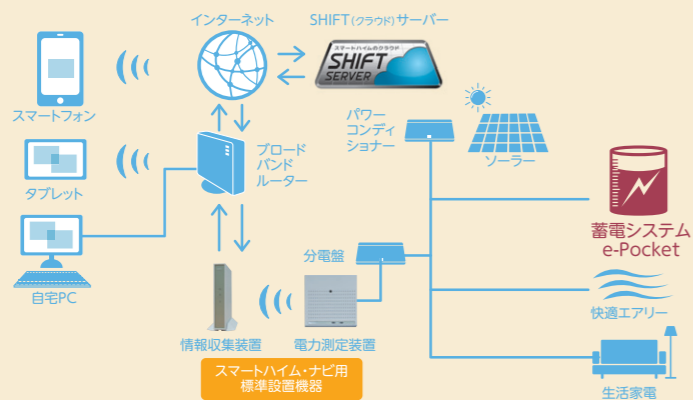 インターネット
SHIFT(クラウド)サーバー
スマートハイムのクラウド
SHIFT
SERVER
スマートフォン
パワー
コンディ
ショナー
ソーラー
ブロード
バンド
ルーター
タブレット
蓄電システム
e-Pocket
分電盤
自宅PC
快適エアリー
情報収集装置
電力測定装置
スマートハイム・ナビ用
標準設置機器
生活家電